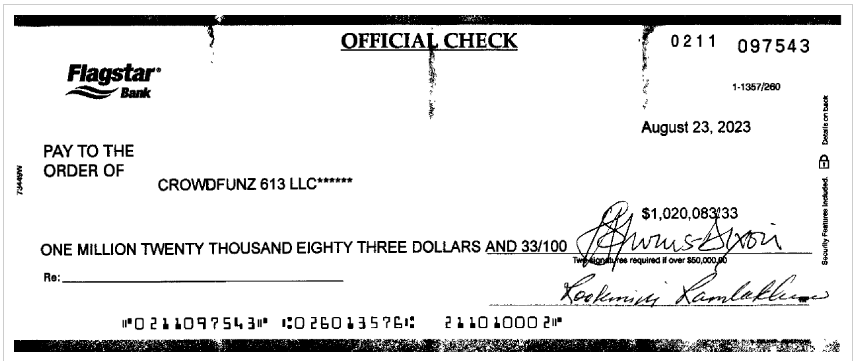 OFFICIAL CHECK
0211 097543
Flagstar
Bank
1-1357/260
August 23, 2023
PAY TO THE
ORDER OF
CROWDFUNZ 613 LLC******
$1,020,083.33
ONE MILLION TWENTY THOUSAND EIGHTY THREE DOLLARS AND 33/100
Two signatures required if over $50,000.00
Re:
⑈0211097543⑈ ⑆026013576⑆ 2110100002⑈
Security Features Included. Details on back